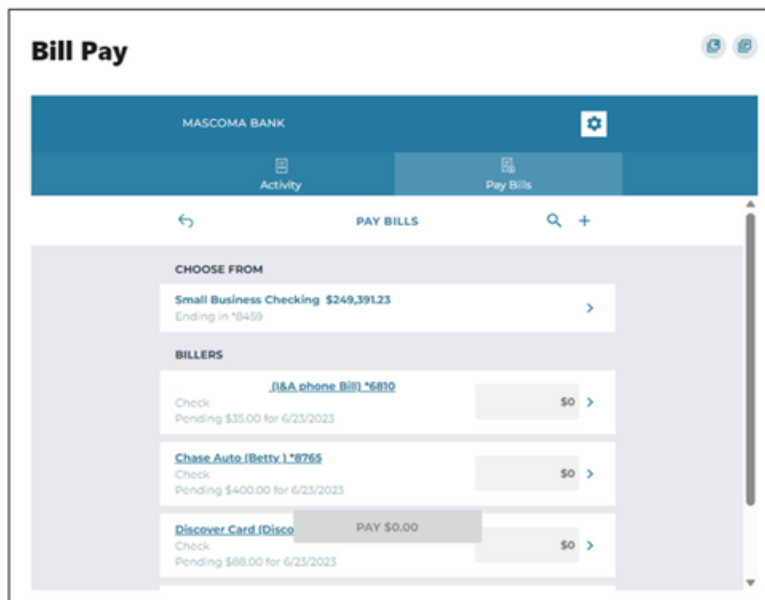 Bill Pay
MASCOMA BANK
Activity
Pay Bills
PAY BILLS
CHOOSE FROM
Small Business Checking $249,391.23
Ending in *8459
BILLERS
(I&A phone Bill) *6810
Check
$0
Pending $35.00 for 6/23/2023
Chase Auto (Betty ) *8765
Check
$0
Pending $400.00 for 6/23/2023
Discover Card (Disco
PAY $0.00
Check
$0
Pending $88.00 for 6/23/2023